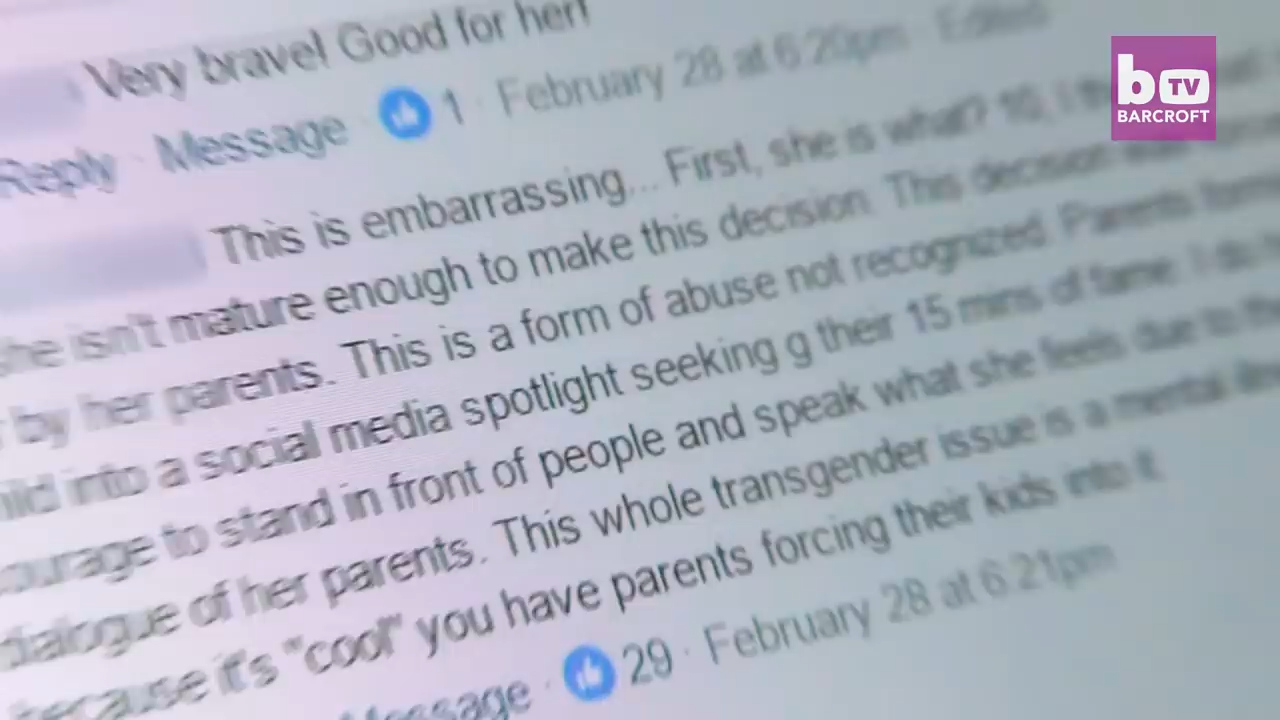 Very brave! Good for her!
Reply · Message · 1 · February 28 at 6:20pm · Edited
This is embarrassing... First, she is what? 10, I
she isn't mature enough to make this decision. This decision was
by her parents. This is a form of abuse not recognized. Parents
into a social media spotlight seeking g their 15 mins of fame. I do
to stand in front of people and speak what she feels due to the
dialogue of her parents. This whole transgender issue is a mental
because it's "cool" you have parents forcing their kids into it.
Message · 29 · February 28 at 6:21pm
b TV
BARCROFT